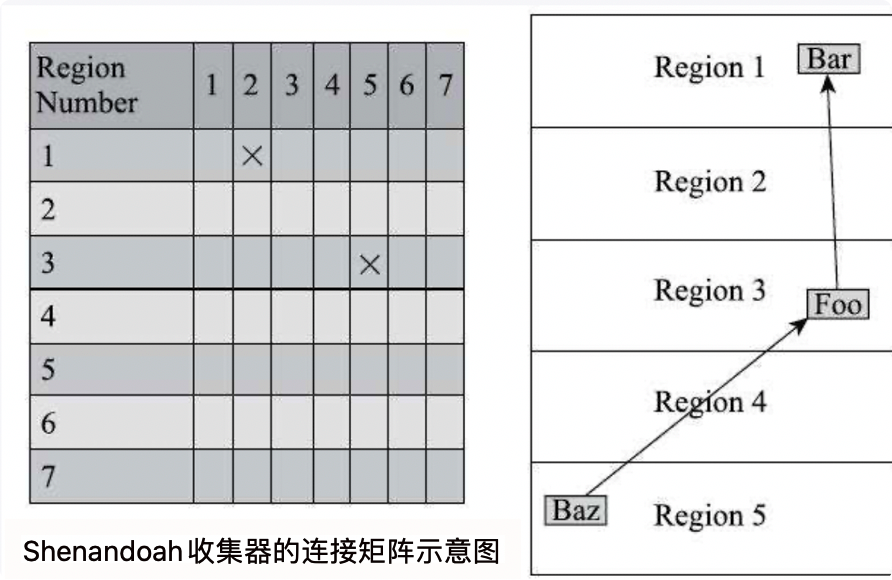 Region
Number 1 2 3 4 5 6 7
1 ×
2
3 ×
4
5
6
7
Shenandoah收集器的连接矩阵示意图
Region 1 Bar
Region 2
Region 3
Foo
Region 4
Baz Region 5